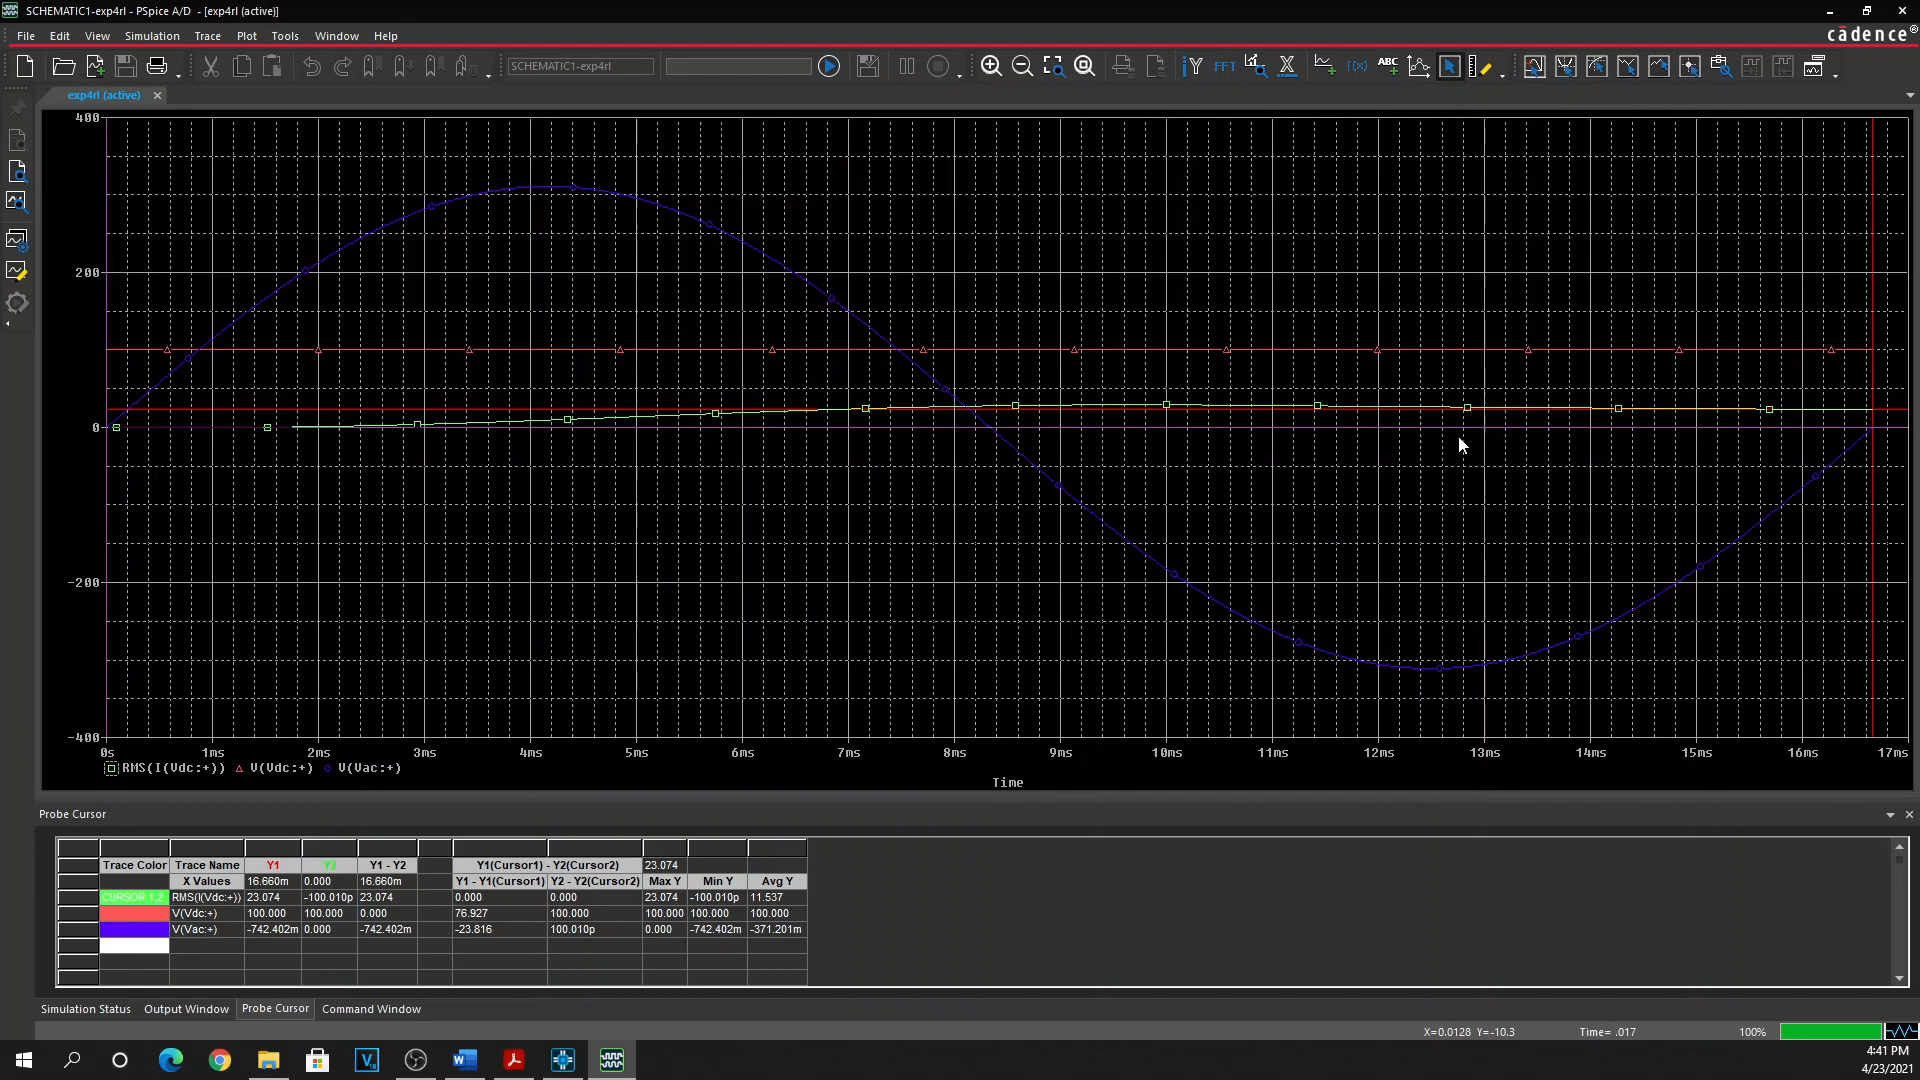 SCHEMATIC1-exp4rl - PSpice A/D - [exp4rl (active)]
File Edit View Simulation Trace Plot Tools Window Help
cādence®
SCHEMATIC1-exp4rl
FFT
ABC
exp4rl (active)
400
200
0
-200
-400
0s 1ms 2ms 3ms 4ms 5ms 6ms 7ms 8ms 9ms 10ms 11ms 12ms 13ms 14ms 15ms 16ms 17ms
RMS(I(Vdc:+)) V(Vdc:+) V(Vac:+)
Time
Probe Cursor
Trace Color Trace Name Y1 Y2 Y1 - Y2 Y1(Cursor1) - Y2(Cursor2) 23.074
X Values 16.660m 0.000 16.660m Y1 - Y1(Cursor1) Y2 - Y2(Cursor2) Max Y Min Y Avg Y
CURSOR 1,2 RMS(I(Vdc:+)) 23.074 -100.010p 23.074 0.000 0.000 23.074 -100.010p 11.537
V(Vdc:+) 100.000 100.000 0.000 76.927 100.000 100.000 100.000 100.000
V(Vac:+) -742.402m 0.000 -742.402m -23.816 100.010p 0.000 -742.402m -371.201m
Simulation Status Output Window Probe Cursor Command Window
X=0.0128 Y=-10.3 Time= .017 100%
4:41 PM
4/23/2021